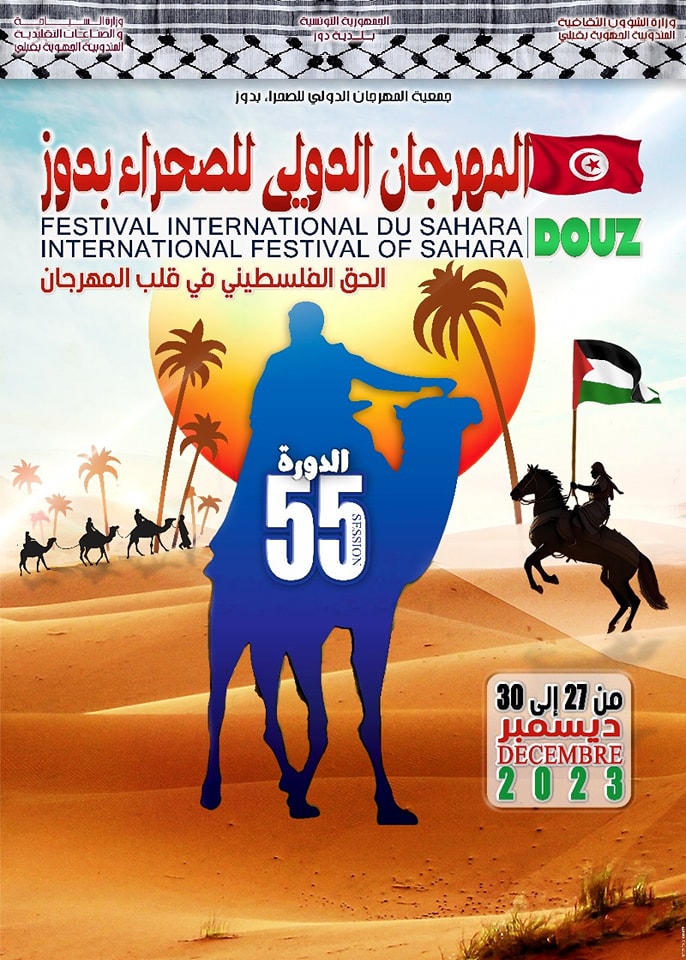 وزارة الشؤون الثقافية
المندوبية الجهوية بقبلي
الجمهورية التونسية
بلدية دوز
وزارة السياحة
و الصناعات التقليدية
المندوبية الجهوية بقبلي
جمعية المهرجان الدولي للصحراء بدوز
المهرجان الدولي للصحراء بدوز
FESTIVAL INTERNATIONAL DU SAHARA
INTERNATIONAL FESTIVAL OF SAHARA
DOUZ
الحق الفلسطيني في قلب المهرجان
الدورة
55
SESSION
من 27 إلى 30
ديسمبر
DECEMBRE
2023